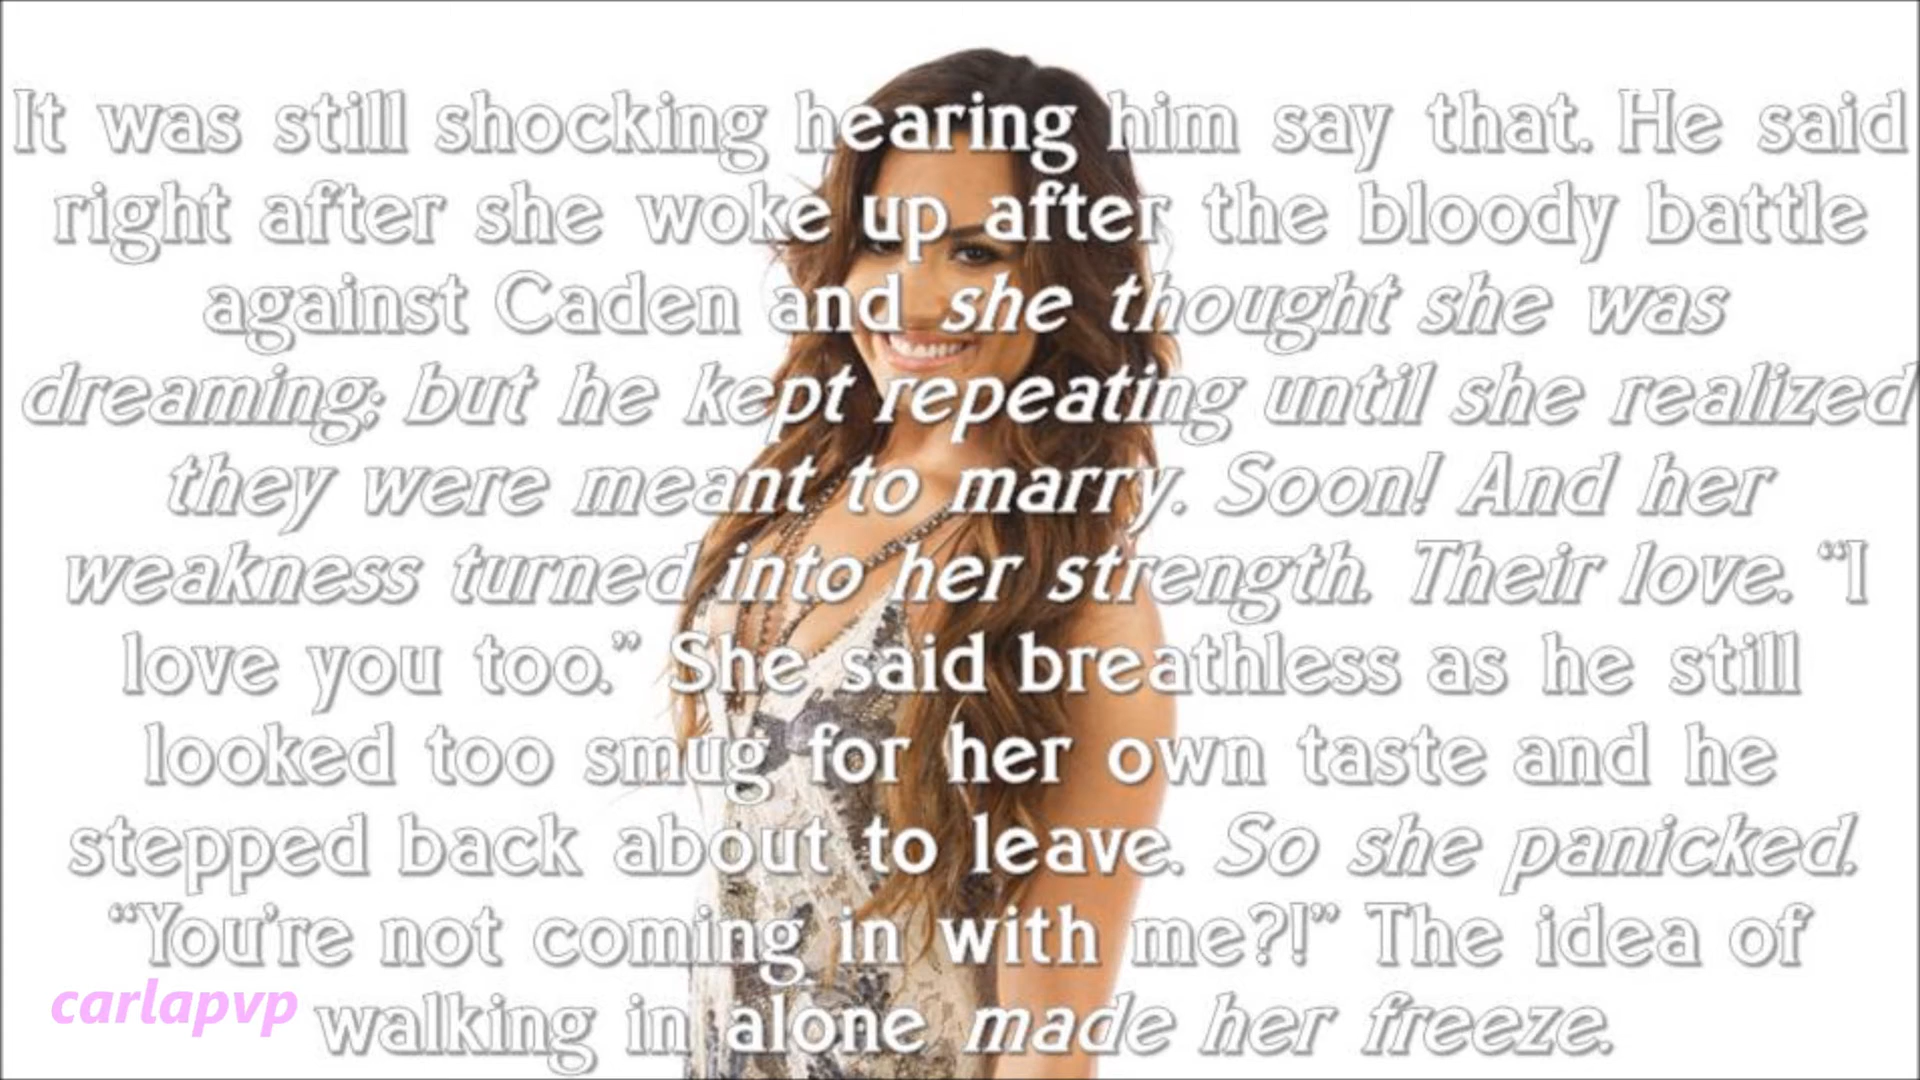 It was still shocking hearing him say that. He said
right after she woke up after the bloody battle
against Caden and she thought she was
dreaming; but he kept repeating until she realized
they were meant to marry. Soon! And her
weakness turned into her strength. Their love. “I
love you too.” She said breathless as he still
looked too smug for her own taste and he
stepped back about to leave. So she panicked.
“You’re not coming in with me?!” The idea of
walking in alone made her freeze.
carlapvp